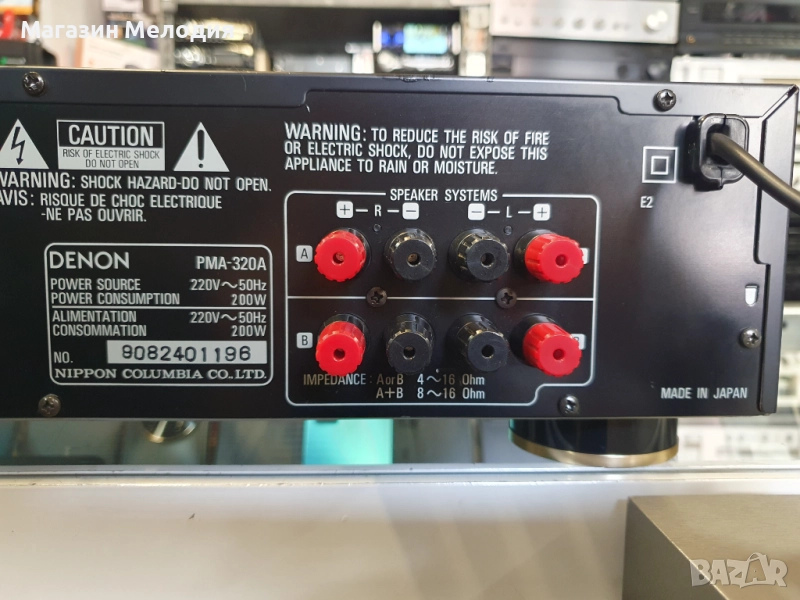 Магазин Мелодия
CAUTION
RISK OF ELECTRIC SHOCK
DO NOT OPEN
WARNING: SHOCK HAZARD-DO NOT OPEN.
AVIS: RISQUE DE CHOC ELECTRIQUE
-NE PAS OUVRIR.
WARNING: TO REDUCE THE RISK OF FIRE
OR ELECTRIC SHOCK, DO NOT EXPOSE THIS
APPLIANCE TO RAIN OR MOISTURE.
E2
DENON PMA-320A
POWER SOURCE 220V～50Hz
POWER CONSUMPTION 200W
ALIMENTATION 220V～50Hz
CONSOMMATION 200W
NO. 9082401196
NIPPON COLUMBIA CO.,LTD.
SPEAKER SYSTEMS
+ – R – − − – L – +
A
B
IMPEDANCE: A or B 4～16 Ohm
A+B 8～16 Ohm
MADE IN JAPAN
BAZAR